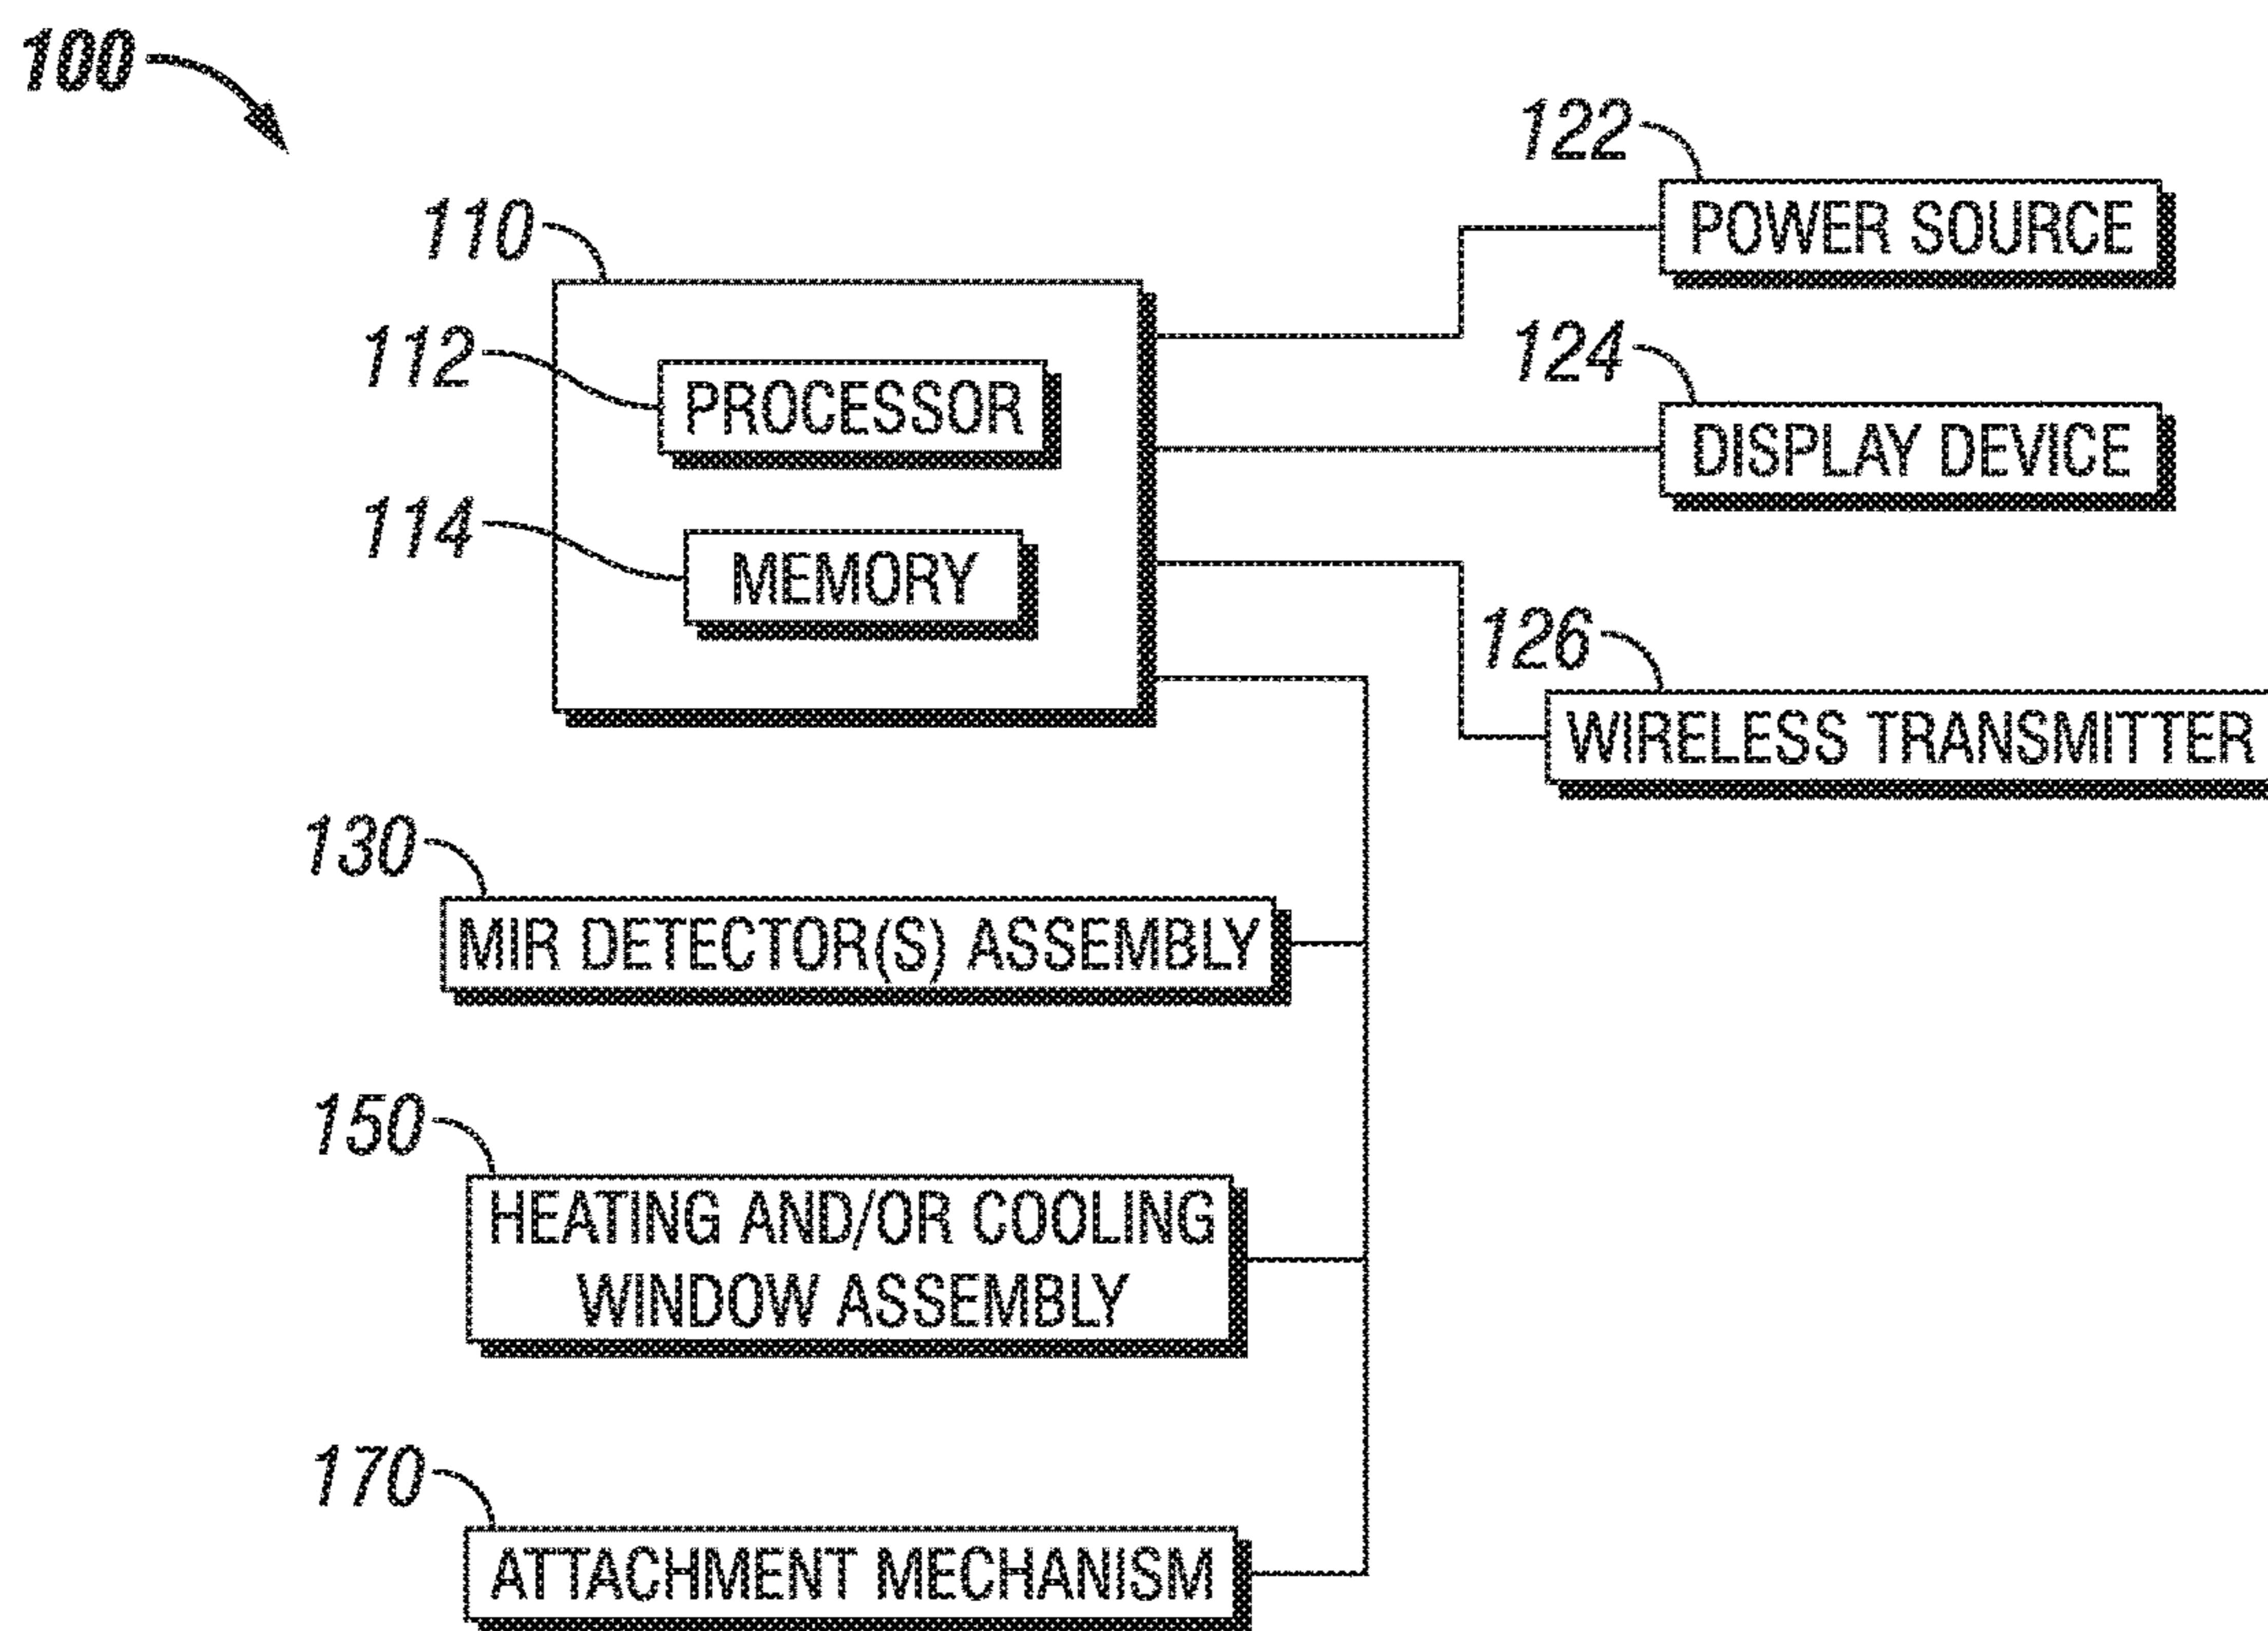 100
122
POWER SOURCE
110
124
DISPLAY DEVICE
112
PROCESSOR
114
MEMORY
126
WIRELESS TRANSMITTER
130
MIR DETECTOR(S) ASSEMBLY
150
HEATING AND/OR COOLING
WINDOW ASSEMBLY
170
ATTACHMENT MECHANISM